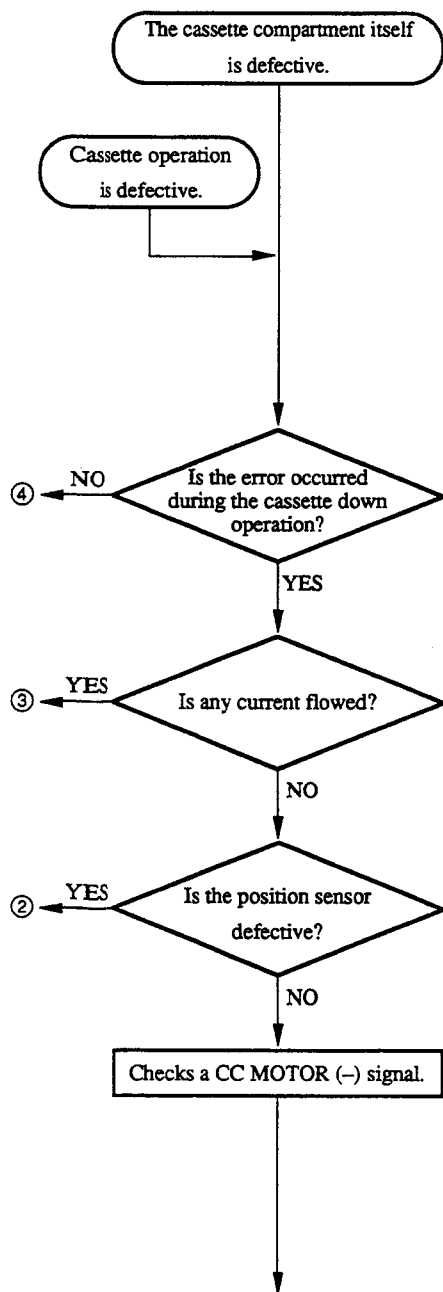 The cassette compartment itself
is defective.
Cassette operation
is defective.
④
NO
Is the error occurred
during the cassette down
operation?
YES
③
YES
Is any current flowed?
NO
②
YES
Is the position sensor
defective?
NO
Checks a CC MOTOR (–) signal.